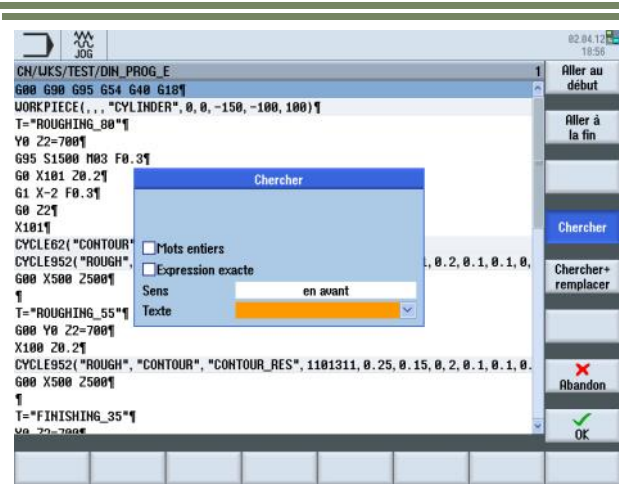 JOG
02.04.12
18:56
CN/WKS/TEST/DIN_PROG_E 1
G00 G90 G95 G54 G40 G18¶
WORKPIECE(,,,"CYLINDER",0,0,-150,-100,100)¶
T="ROUGHING_80"¶
Y0 Z2=700¶
G95 S1500 M03 F0.3¶
G0 X101 Z0.2¶
G1 X-2 F0.3¶
G0 Z2¶
X101¶
CYCLE62("CONTOUR"
CYCLE952("ROUGH", 1,0.2,0.1,0.1,0,
G00 X500 Z500¶
¶
T="ROUGHING_55"¶
G00 Y0 Z2=700¶
X100 Z0.2¶
CYCLE952("ROUGH","CONTOUR","CONTOUR_RES",1101311,0.25,0.15,0,2,0.1,0.1,0.
G00 X500 Z500¶
¶
T="FINISHING_35"¶
Y0 Z2=700¶
Chercher
Mots entiers
Expression exacte
Sens en avant
Texte
Aller au
début
Aller à
la fin
Chercher
Chercher+
remplacer
Abandon
OK